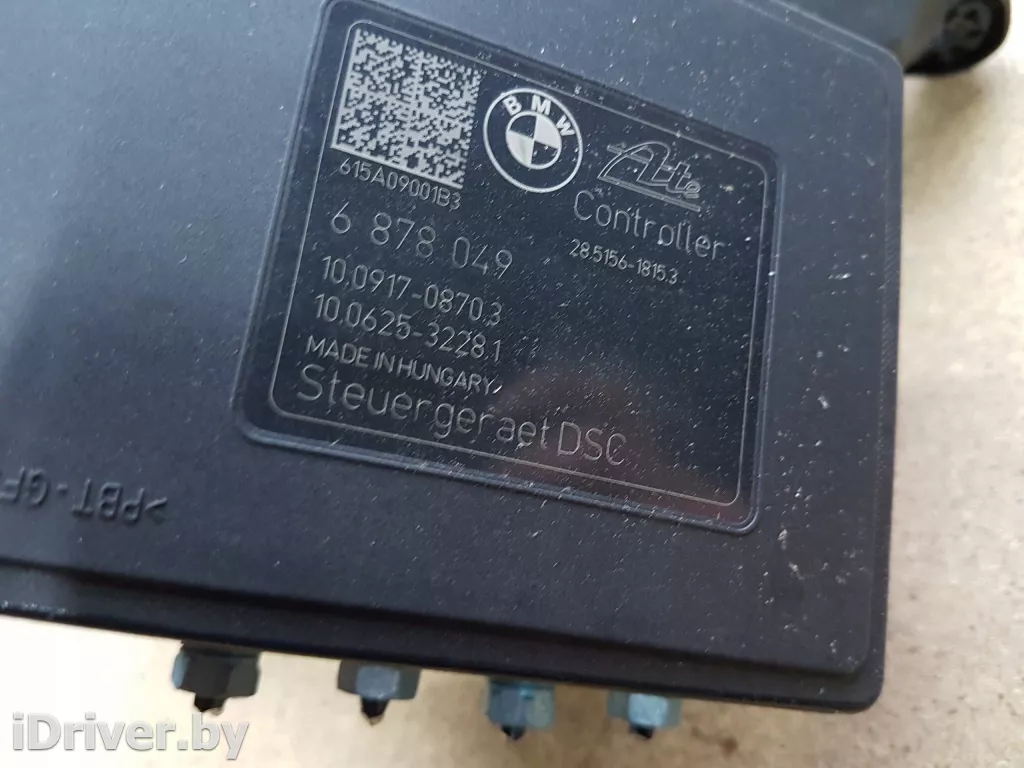 BMW
Ate
615A09001B3
Controller
28.5156-1815.3
6 878 049
10.0917-0870.3
10.0625-3228.1
MADE IN HUNGARY
Steuergeraet DSC
>PBT-GF
iDriver.by